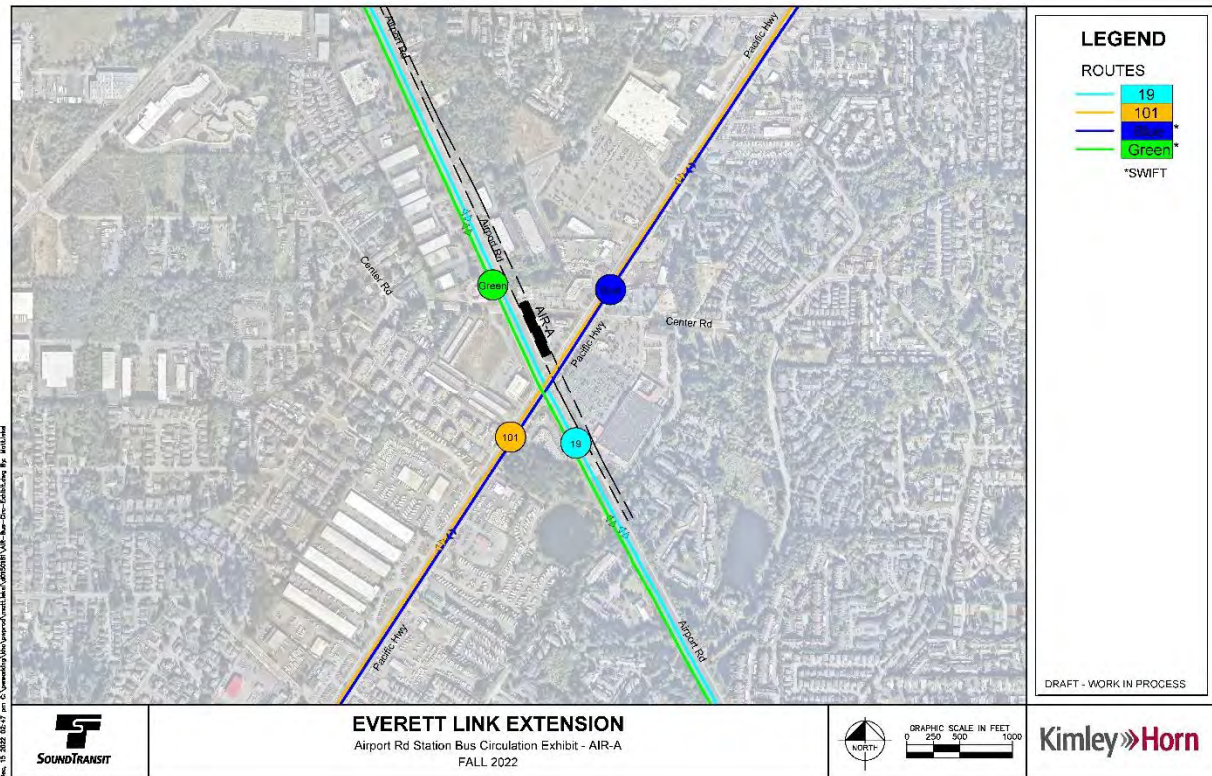 Airport Rd
Pacific Hwy
Airport Rd
Center Rd
Green
Blue
AIR-A
Center Rd
Pacific Hwy
101
19
Airport Rd
Pacific Hwy
LEGEND
ROUTES
19
101
Blue *
Green *
*SWIFT
DRAFT - WORK IN PROCESS
SOUNDTRANSIT
EVERETT LINK EXTENSION
Airport Rd Station Bus Circulation Exhibit - AIR-A
FALL 2022
NORTH
GRAPHIC SCALE IN FEET
0 250 500 1000
Kimley»Horn